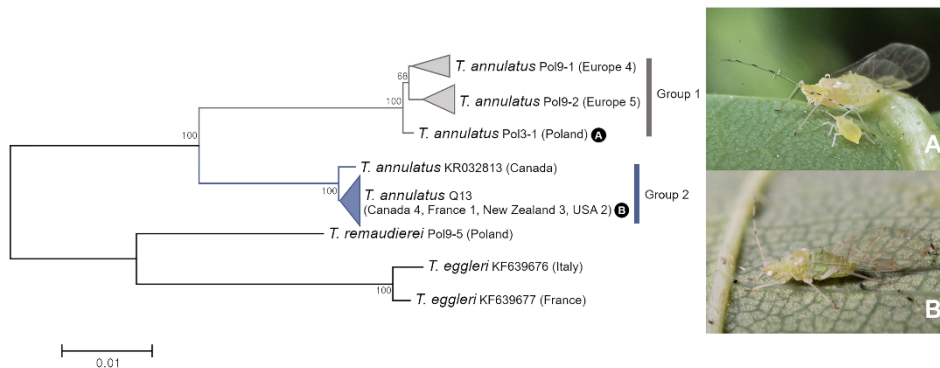 T. annulatus Pol9-1 (Europe 4)
68
T. annulatus Pol9-2 (Europe 5)
Group 1
100
T. annulatus Pol3-1 (Poland) A
100
T. annulatus KR032813 (Canada)
100
T. annulatus Q13
(Canada 4, France 1, New Zealand 3, USA 2) B
Group 2
T. remaudierei Pol9-5 (Poland)
T. eggleri KF639676 (Italy)
100
T. eggleri KF639677 (France)
0.01
A
B